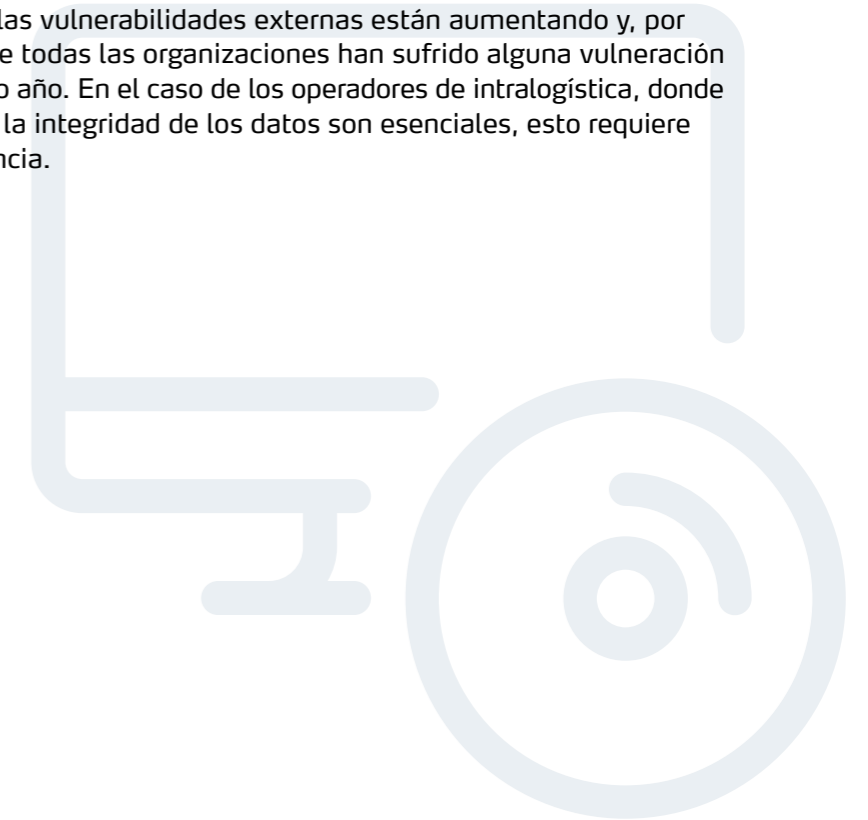 las vulnerabilidades externas están aumentando y, por
e todas las organizaciones han sufrido alguna vulneración
o año. En el caso de los operadores de intralogística, donde
la integridad de los datos son esenciales, esto requiere
ncia.